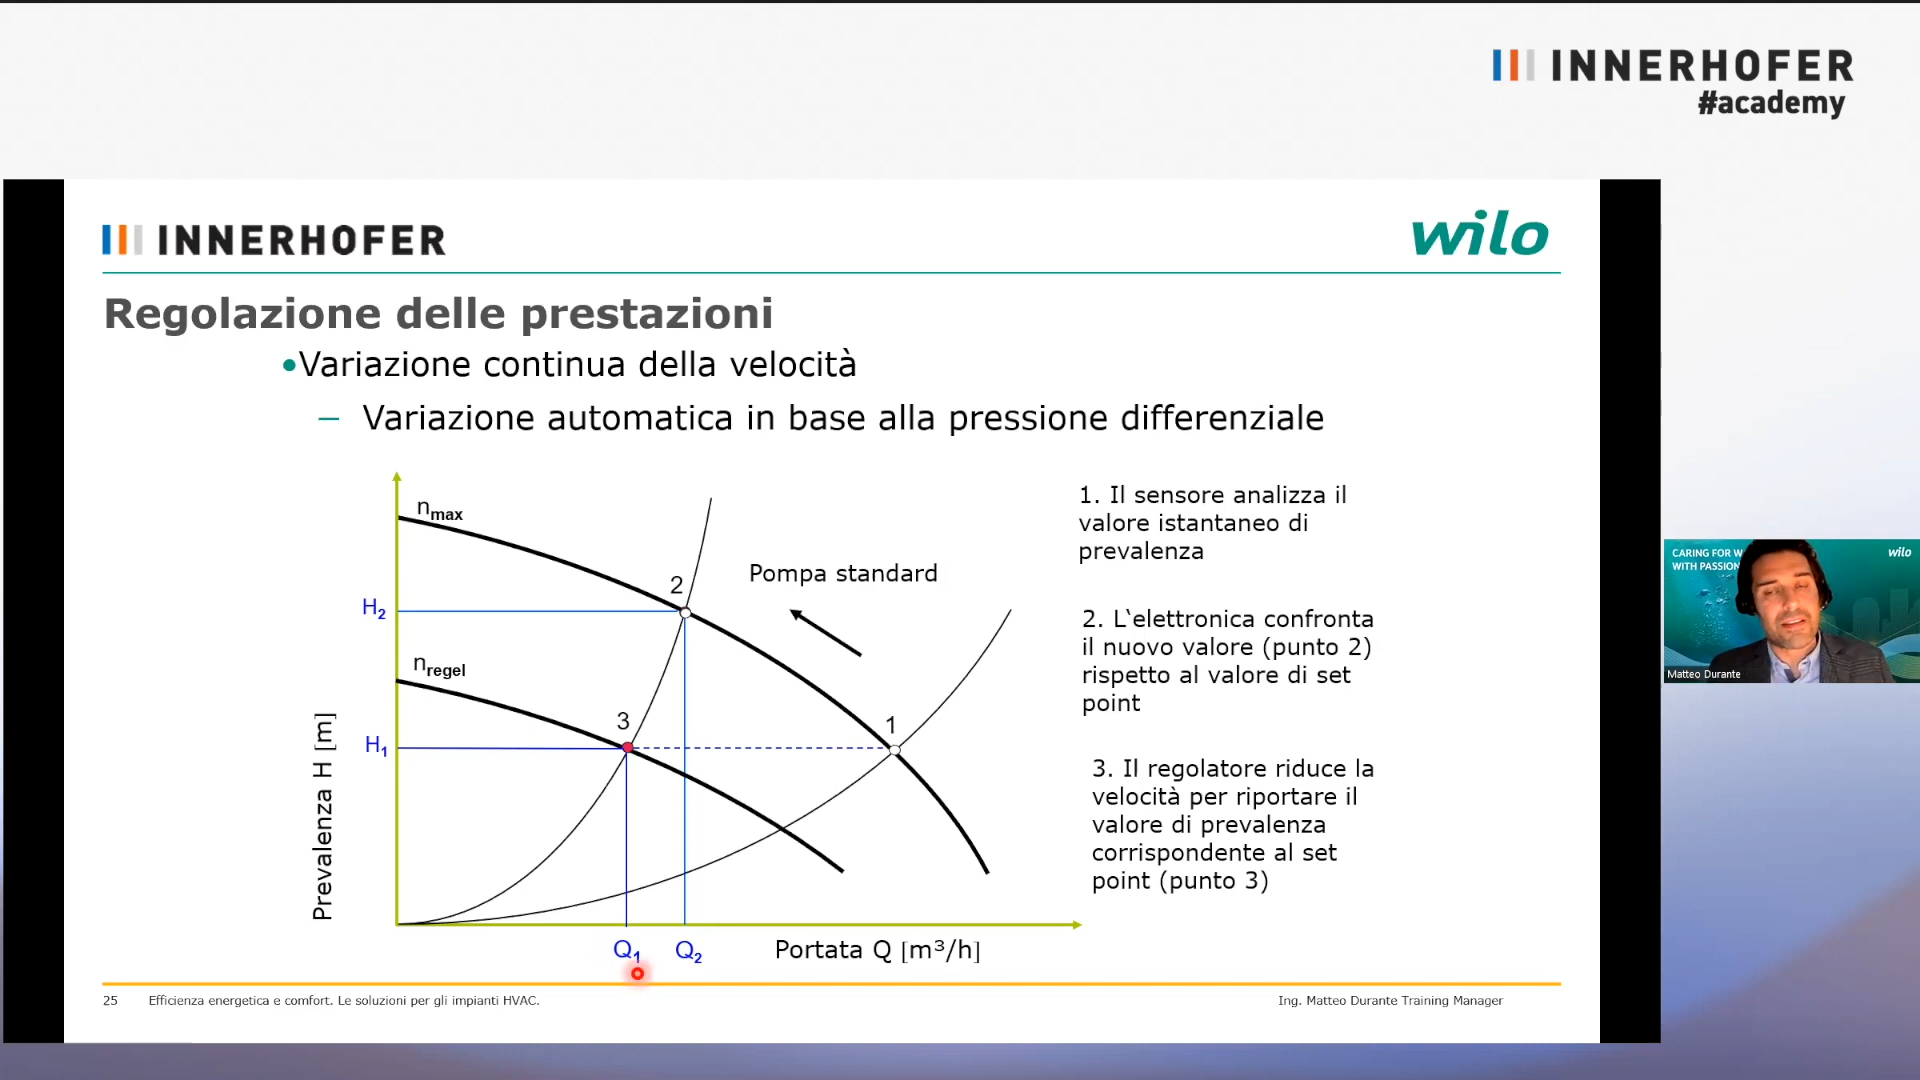 INNERHOFER
#academy
INNERHOFER
wilo
Regolazione delle prestazioni
•Variazione continua della velocità
– Variazione automatica in base alla pressione differenziale
nmax
2
Pompa standard
H2
nregel
3
1
H1
Prevalenza H [m]
Q1
Q2
Portata Q [m³/h]
1. Il sensore analizza il
valore istantaneo di
prevalenza
2. L‘elettronica confronta
il nuovo valore (punto 2)
rispetto al valore di set
point
3. Il regolatore riduce la
velocità per riportare il
valore di prevalenza
corrispondente al set
point (punto 3)
25
Efficienza energetica e comfort. Le soluzioni per gli impianti HVAC.
Ing. Matteo Durante Training Manager
CARING FOR W
WITH PASSION
wilo
Matteo Durante